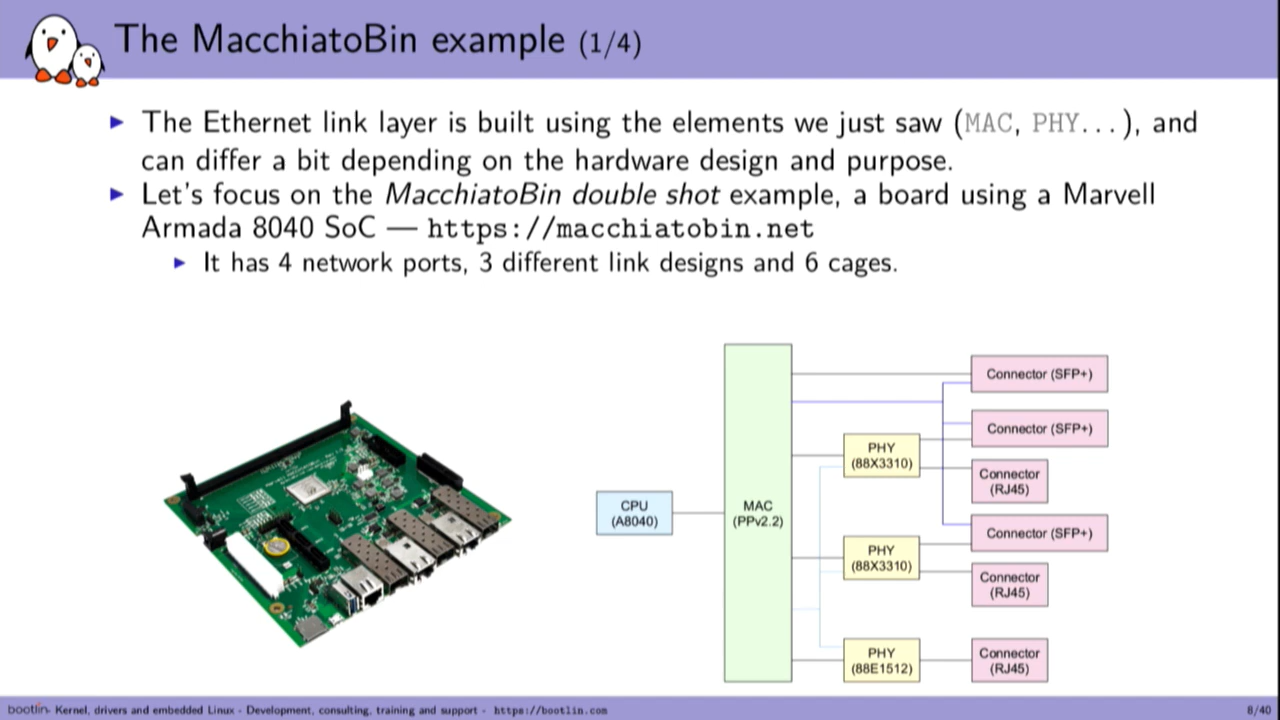 The MacchiatoBin example (1/4)
The Ethernet link layer is built using the elements we just saw (MAC, PHY...), and
can differ a bit depending on the hardware design and purpose.
Let's focus on the MacchiatoBin double shot example, a board using a Marvell
Armada 8040 SoC — https://macchiatobin.net
It has 4 network ports, 3 different link designs and 6 cages.
CPU
(A8040)
MAC
(PPv2.2)
PHY
(88X3310)
PHY
(88X3310)
PHY
(88E1512)
Connector (SFP+)
Connector (SFP+)
Connector
(RJ45)
Connector (SFP+)
Connector
(RJ45)
Connector
(RJ45)
bootlin - Kernel, drivers and embedded Linux - Development, consulting, training and support - https://bootlin.com
8/40